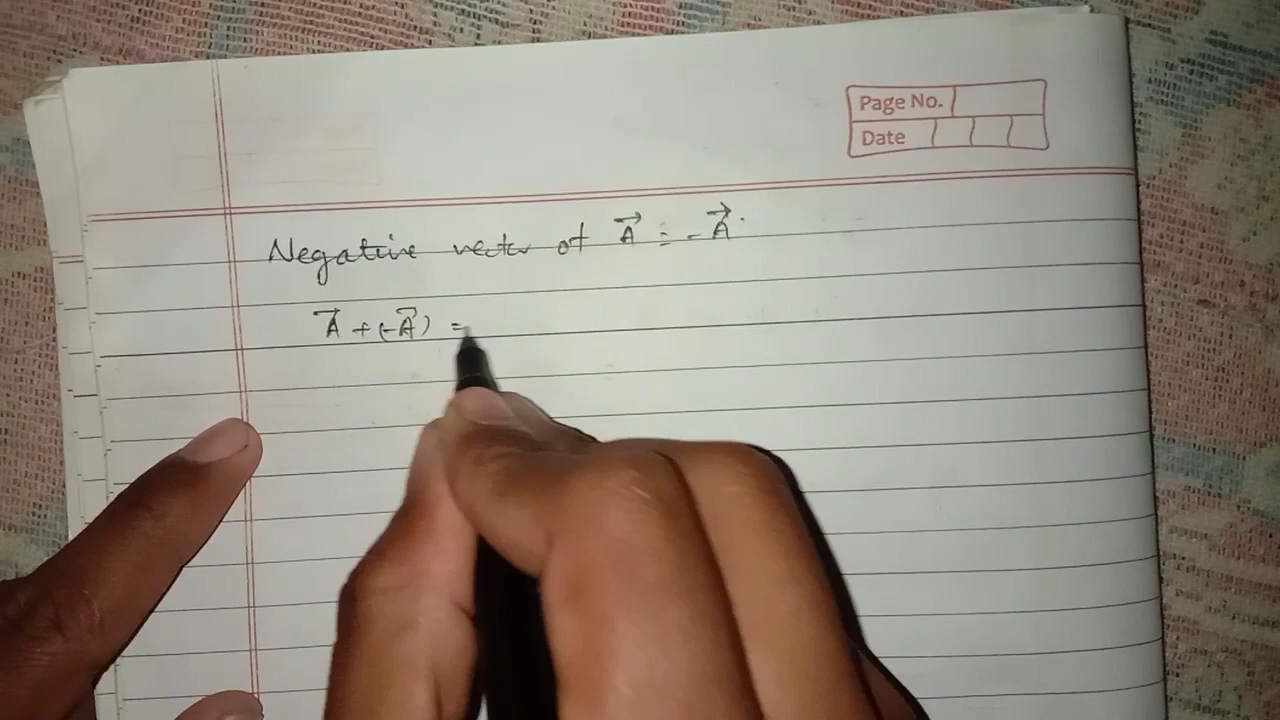 Page No.
Date
Negative vector of A⃗ = -A⃗.
A⃗ + (-A⃗) =